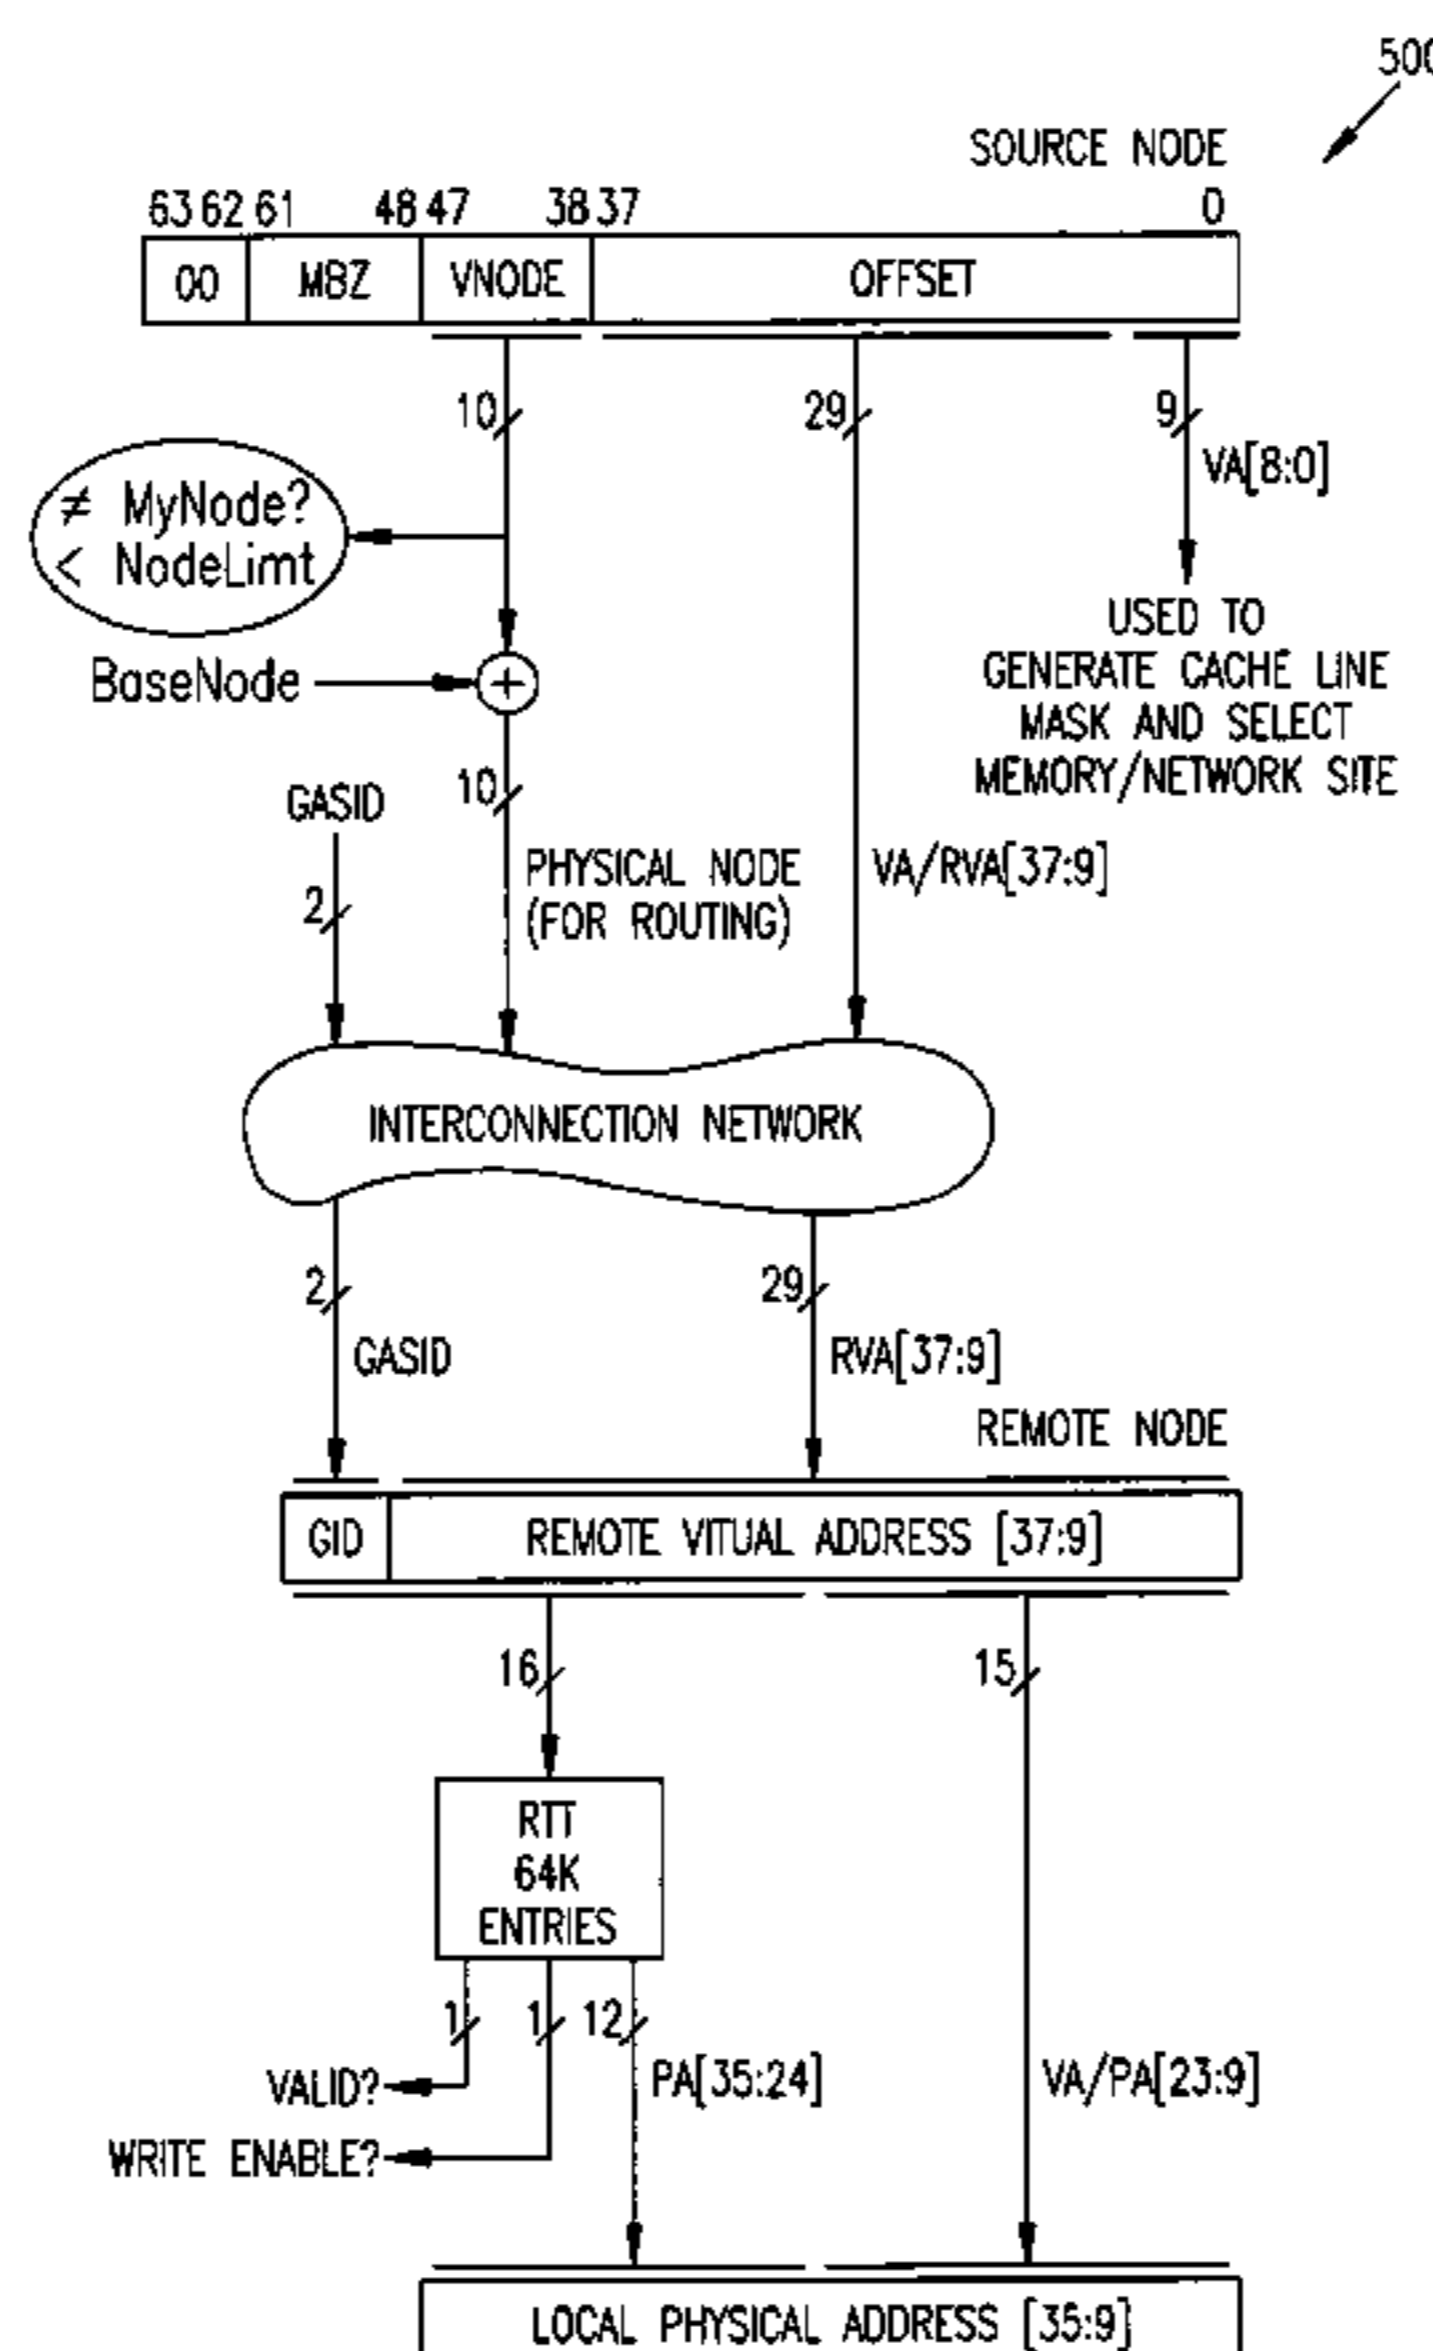 500
SOURCE NODE
63 62 61 48 47 38 37 0
00 MBZ VNODE OFFSET
10 29 9
VA[8:0]
≠ MyNode?
< NodeLimt
USED TO
GENERATE CACHE LINE
MASK AND SELECT
MEMORY/NETWORK SITE
BaseNode +
GASID 10
2
PHYSICAL NODE
(FOR ROUTING)
VA/RVA[37:9]
INTERCONNECTION NETWORK
2 29
GASID RVA[37:9]
REMOTE NODE
GID REMOTE VITUAL ADDRESS [37:9]
16 15
RTT
64K
ENTRIES
1 1 12
VALID? PA[35:24] VA/PA[23:9]
WRITE ENABLE?
LOCAL PHYSICAL ADDRESS [35:9]